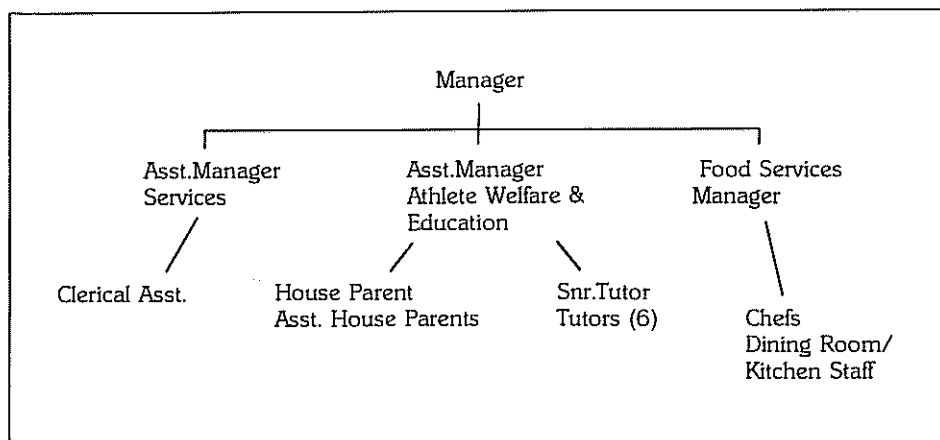 Manager
Asst.Manager
Services
Asst.Manager
Athlete Welfare &
Education
Food Services
Manager
Clerical Asst.
House Parent
Asst. House Parents
Snr.Tutor
Tutors (6)
Chefs
Dining Room/
Kitchen Staff